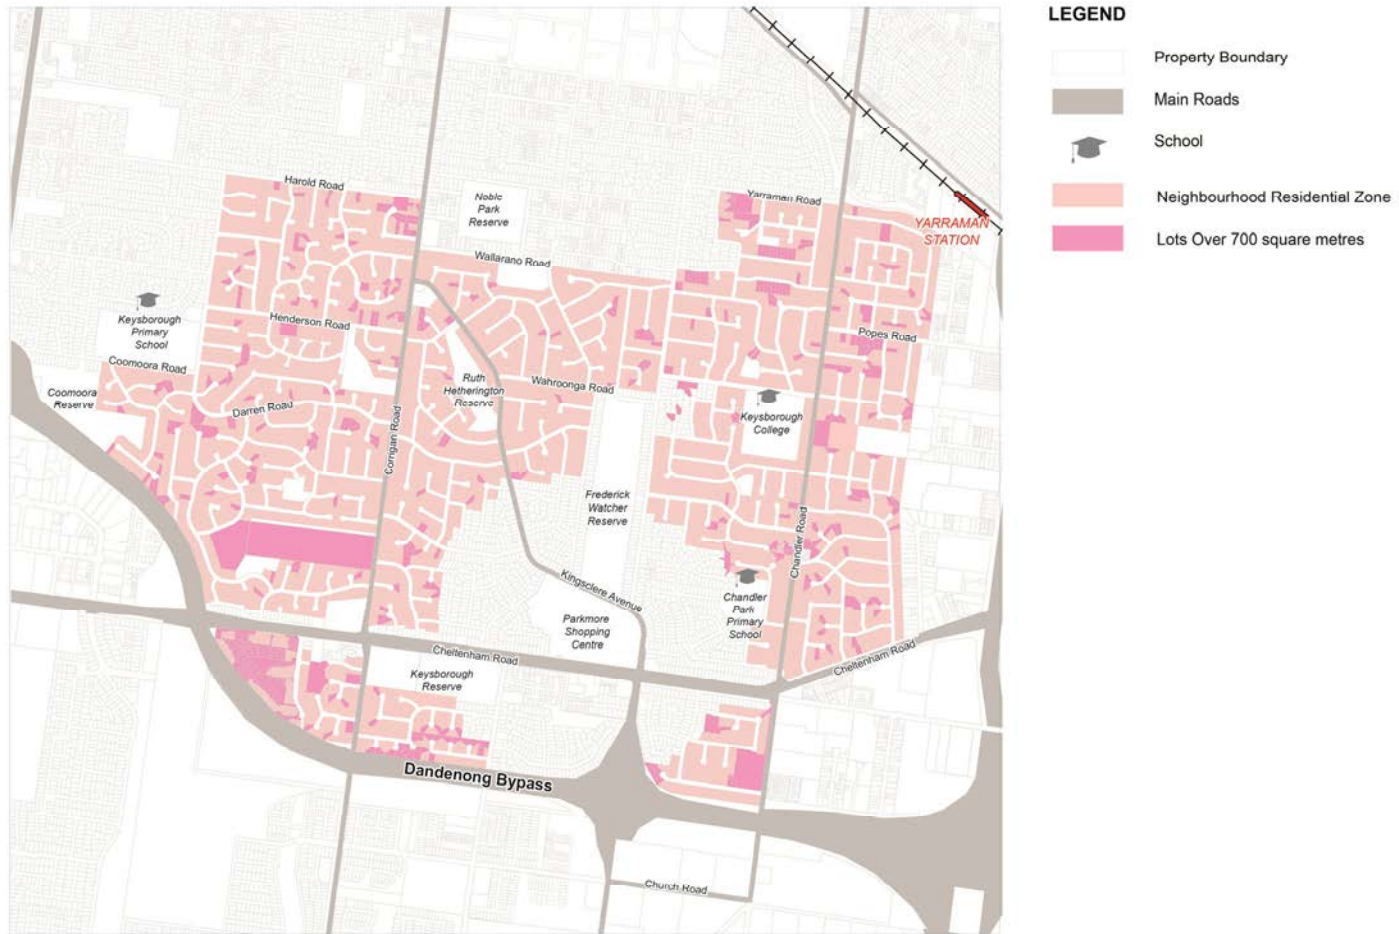 LEGEND
Property Boundary
Main Roads
School
Neighbourhood Residential Zone
Lots Over 700 square metres
Harold Road
Noble
Park
Reserve
Yarraman Road
YARRAMAN
STATION
Wallarano Road
Keysborough
Primary
School
Henderson Road
Popes Road
Coomoora Road
Coomoora
Reserve
Ruth
Hetherington
Reserve
Wahroonga Road
Darren Road
Corrigan Road
Keysborough
College
Frederick
Watcher
Reserve
Chandler Road
Kingsclere Avenue
Chandler
Park
Primary
School
Parkmore
Shopping
Centre
Cheltenham Road
Cheltenham Road
Keysborough
Reserve
Dandenong Bypass
Church Road